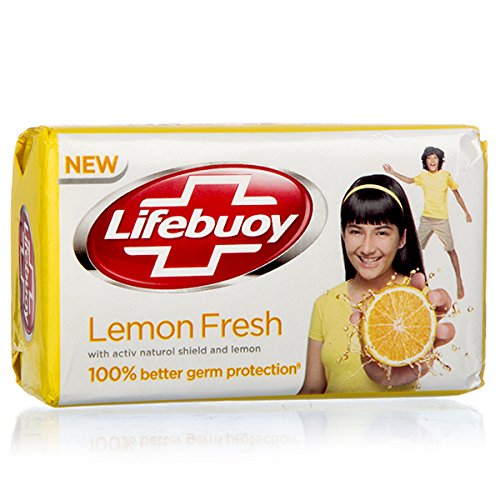 NEW
Lifebuoy
Lemon Fresh
with activ naturol shield and lemon
100% better germ protection